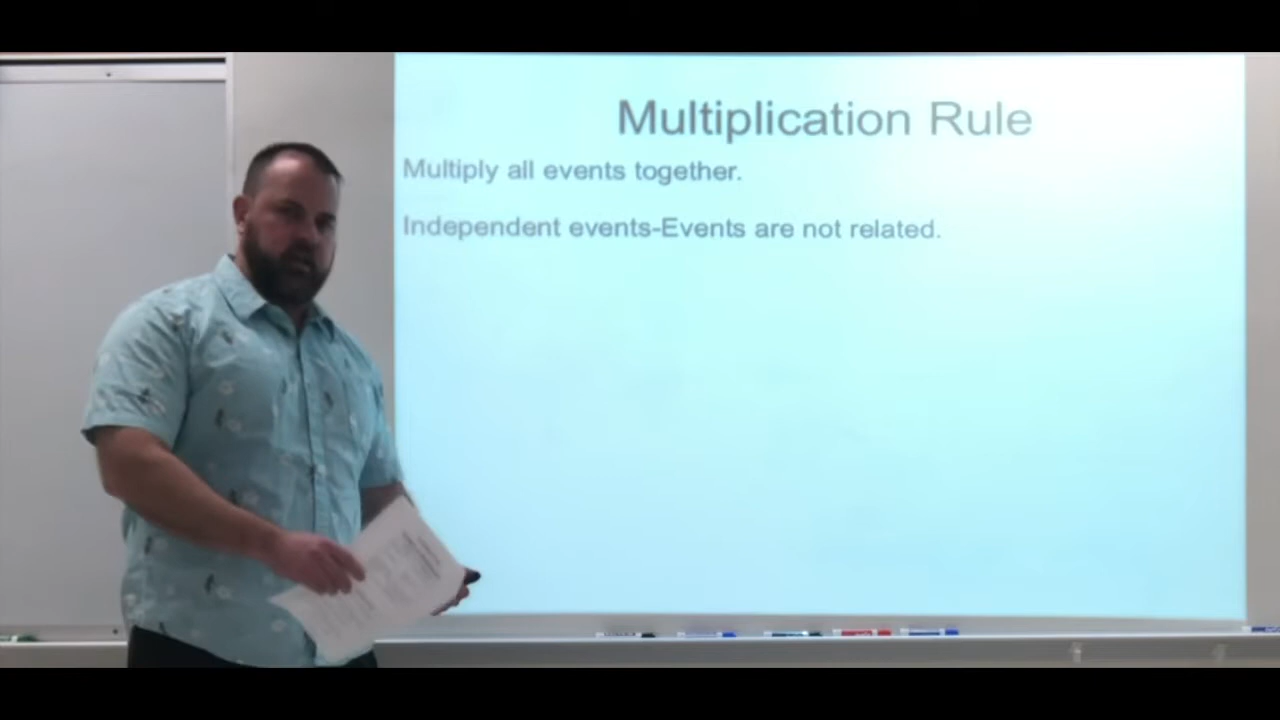 Multiplication Rule
Multiply all events together.
Independent events-Events are not related.